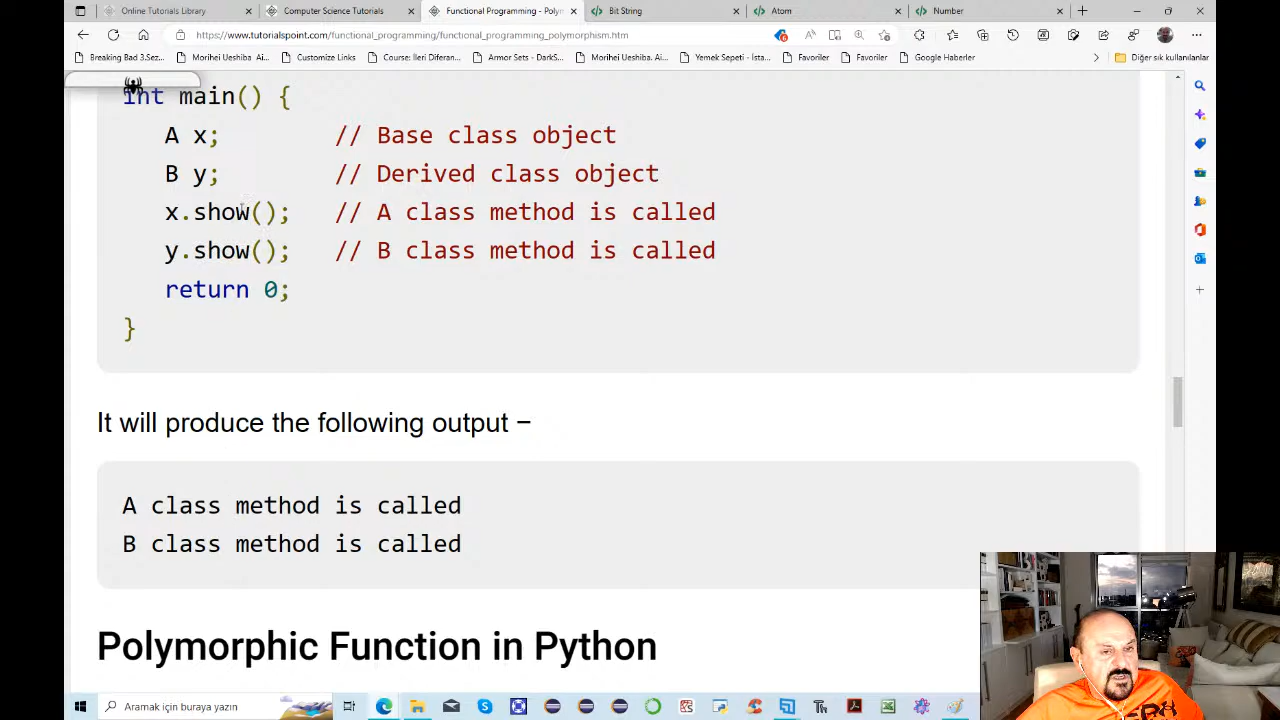 Online Tutorials Library
Computer Science Tutorials
Functional Programming - Polyn
Bit String
Atom
Number
https://www.tutorialspoint.com/functional_programming/functional_programming_polymorphism.htm
Breaking Bad 3.Sez...
Morihei Ueshiba. Ai...
Customize Links
Course: İleri Diferan...
Armor Sets - DarkS...
Morihei Ueshiba. Ai...
Yemek Sepeti - İsta...
Favoriler
Favoriler
Google Haberler
Diğer sık kullanılanlar
int main() {
A x; // Base class object
B y; // Derived class object
x.show(); // A class method is called
y.show(); // B class method is called
return 0;
}
It will produce the following output −
A class method is called
B class method is called
Polymorphic Function in Python
Aramak için buraya yazın